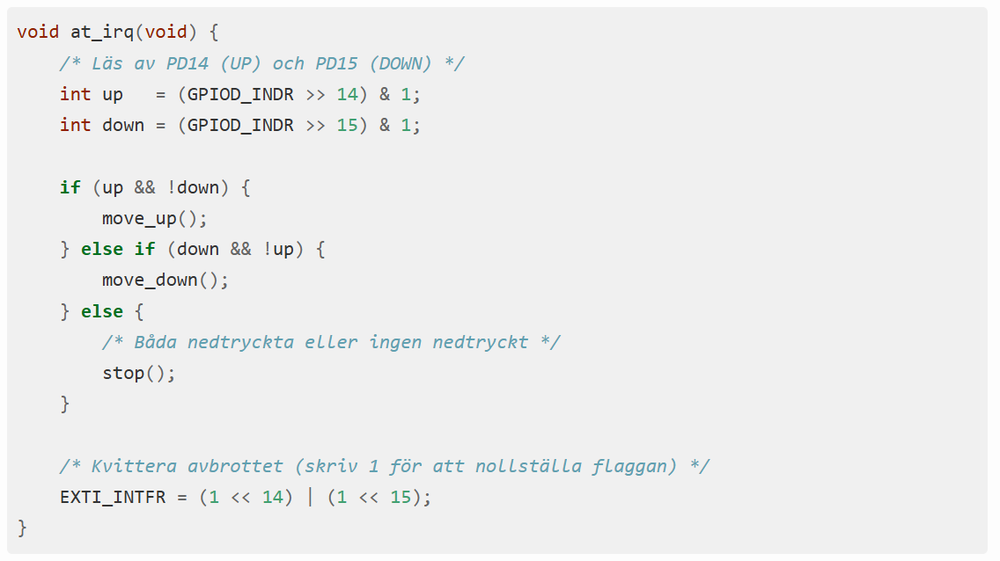 void at_irq(void) {
    /* Läs av PD14 (UP) och PD15 (DOWN) */
    int up   = (GPIOD_INDR >> 14) & 1;
    int down = (GPIOD_INDR >> 15) & 1;

    if (up && !down) {
        move_up();
    } else if (down && !up) {
        move_down();
    } else {
        /* Båda nedtryckta eller ingen nedtryckt */
        stop();
    }

    /* Kvittera avbrottet (skriv 1 för att nollställa flaggan) */
    EXTI_INTFR = (1 << 14) | (1 << 15);
}